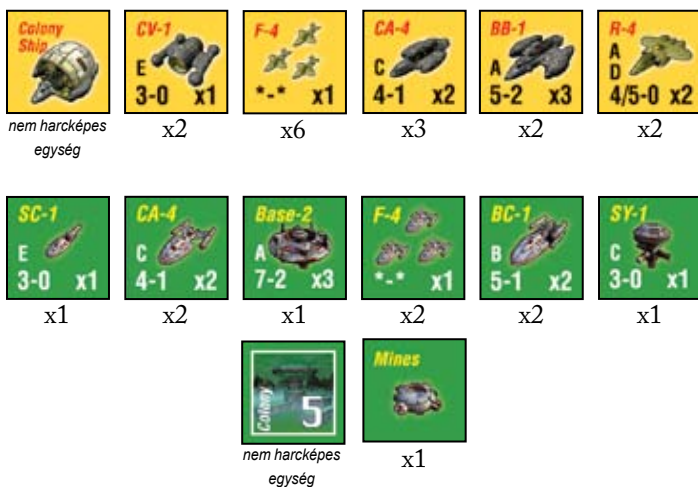 Colony
Ship
nem harcképes
egység
CV-1
E
3-0 x1
x2
F-4
*-* x1
x6
CA-4
C
4-1 x2
x3
BB-1
A
5-2 x3
x2
R-4
A
D
4/5-0 x2
x2
SC-1
E
3-0 x1
x1
CA-4
C
4-1 x2
x2
Base-2
A
7-2 x3
x1
F-4
*-* x1
x2
BC-1
B
5-1 x2
x2
SY-1
C
3-0 x1
x1
Colony
5
nem harcképes
egység
Mines
x1